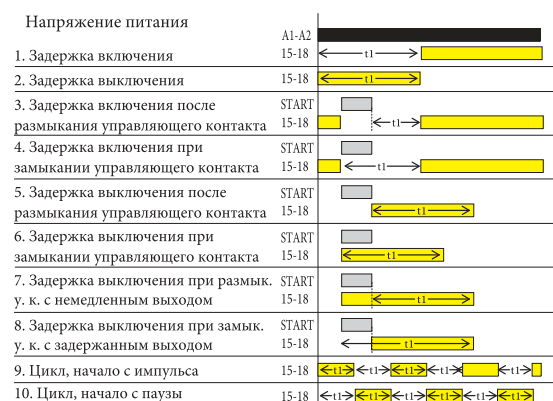 Напряжение питания
A1-A2
1. Задержка включения 15-18 t1
2. Задержка выключения 15-18 t1
3. Задержка включения после START
размыкания управляющего контакта 15-18 t1
4. Задержка включения при START
замыкании управляющего контакта 15-18 t1
5. Задержка выключения после START
размыкания управляющего контакта 15-18 t1
6. Задержка выключения при START
замыкании управляющего контакта 15-18 t1
7. Задержка выключения при размык. START
у. к. с немедленным выходом 15-18 t1
8. Задержка выключения при замык. START
у. к. с задержанным выходом 15-18 t1
9. Цикл, начало с импульса 15-18 t1 t1 t1 t1 t1
10. Цикл, начало с паузы 15-18 t1 t1 t1 t1 t1 t1